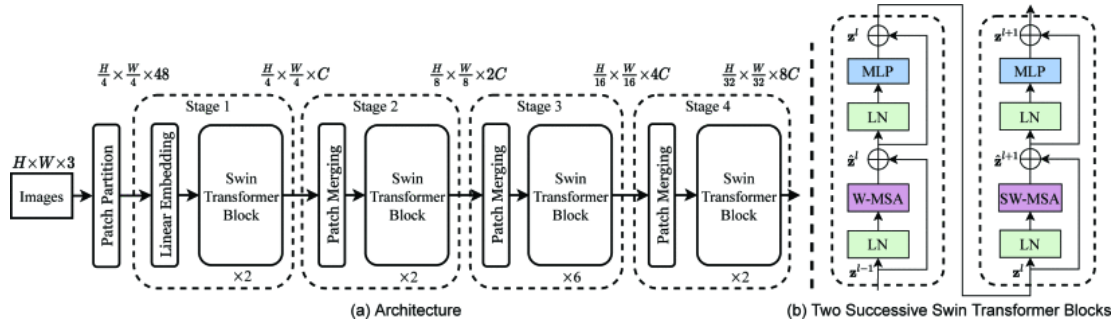 H/4 × W/4 × 48
H/4 × W/4 × C
H/8 × W/8 × 2C
H/16 × W/16 × 4C
H/32 × W/32 × 8C
Stage 1
Stage 2
Stage 3
Stage 4
H×W×3
Images
Patch Partition
Linear Embedding
Swin
Transformer
Block
×2
Patch Merging
Swin
Transformer
Block
×2
Patch Merging
Swin
Transformer
Block
×6
Patch Merging
Swin
Transformer
Block
×2
(a) Architecture
z^l
MLP
LN
ẑ^l
W-MSA
LN
z^{l-1}
z^{l+1}
MLP
LN
ẑ^{l+1}
SW-MSA
LN
z^l
(b) Two Successive Swin Transformer Blocks